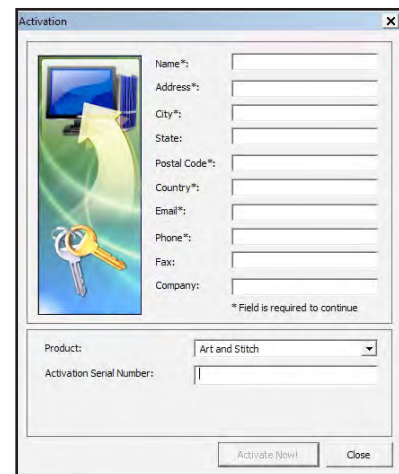 Activation
Name*:
Address*:
City*:
State:
Postal Code*:
Country*:
Email*:
Phone*:
Fax:
Company:
* Field is required to continue
Product: Art and Stitch
Activation Serial Number:
Activate Now! Close